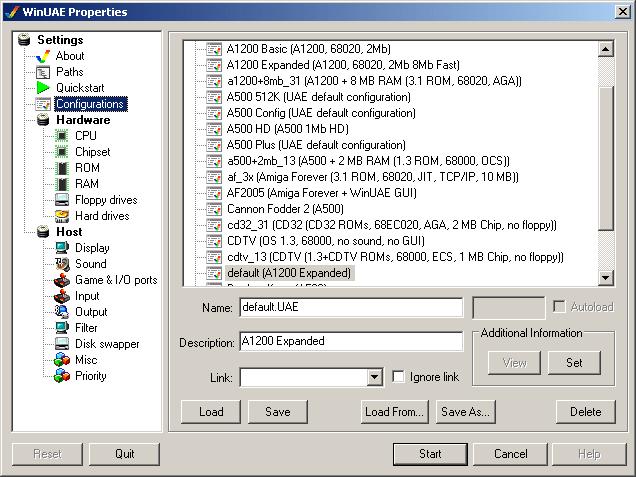 WinUAE Properties
Settings
About
Paths
Quickstart
Configurations
Hardware
CPU
Chipset
ROM
RAM
Floppy drives
Hard drives
Host
Display
Sound
Game & I/O ports
Input
Output
Filter
Disk swapper
Misc
Priority
A1200 Basic (A1200, 68020, 2Mb)
A1200 Expanded (A1200, 68020, 2Mb 8Mb Fast)
a1200+8mb_31 (A1200 + 8 MB RAM (3.1 ROM, 68020, AGA))
A500 512K (UAE default configuration)
A500 Config (UAE default configuration)
A500 HD (A500 1Mb HD)
A500 Plus (UAE default configuration)
a500+2mb_13 (A500 + 2 MB RAM (1.3 ROM, 68000, OCS))
af_3x (Amiga Forever (3.1 ROM, 68020, JIT, TCP/IP, 10 MB))
AF2005 (Amiga Forever + WinUAE GUI)
Cannon Fodder 2 (A500)
cd32_31 (CD32 (CD32 ROMs, 68EC020, AGA, 2 MB Chip, no floppy))
CDTV (OS 1.3, 68000, no sound, no GUI)
cdtv_13 (CDTV (1.3+CDTV ROMs, 68000, ECS, 1 MB Chip, no floppy))
default (A1200 Expanded)
Name: default.UAE
Autoload
Description: A1200 Expanded
Additional Information
View Set
Link:
Ignore link
Load Save Load From... Save As... Delete
Reset Quit Start Cancel Help